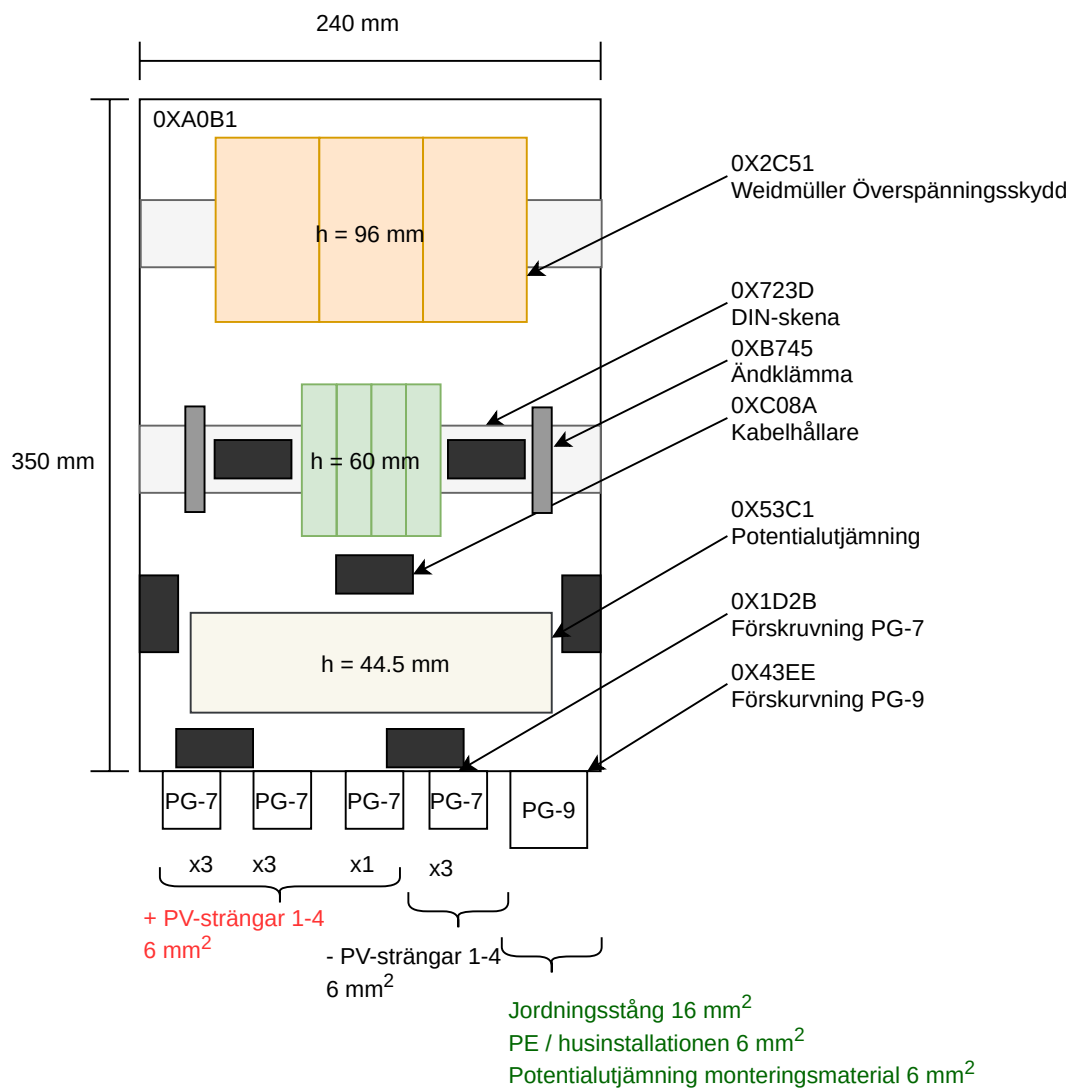 240 mm
0XA0B1
0X2C51
Weidmüller Överspänningsskydd
h = 96 mm
0X723D
DIN-skena
0XB745
Ändklämma
0XC08A
Kabelhållare
350 mm
h = 60 mm
0X53C1
Potentialutjämning
0X1D2B
Förskruvning PG-7
h = 44.5 mm
0X43EE
Förskurvning PG-9
PG-7
PG-7
PG-7
PG-7
PG-9
x3
x3
x1
x3
+ PV-strängar 1-4
6 mm²
- PV-strängar 1-4
6 mm²
Jordningsstång 16 mm²
PE / husinstallationen 6 mm²
Potentialutjämning monteringsmaterial 6 mm²